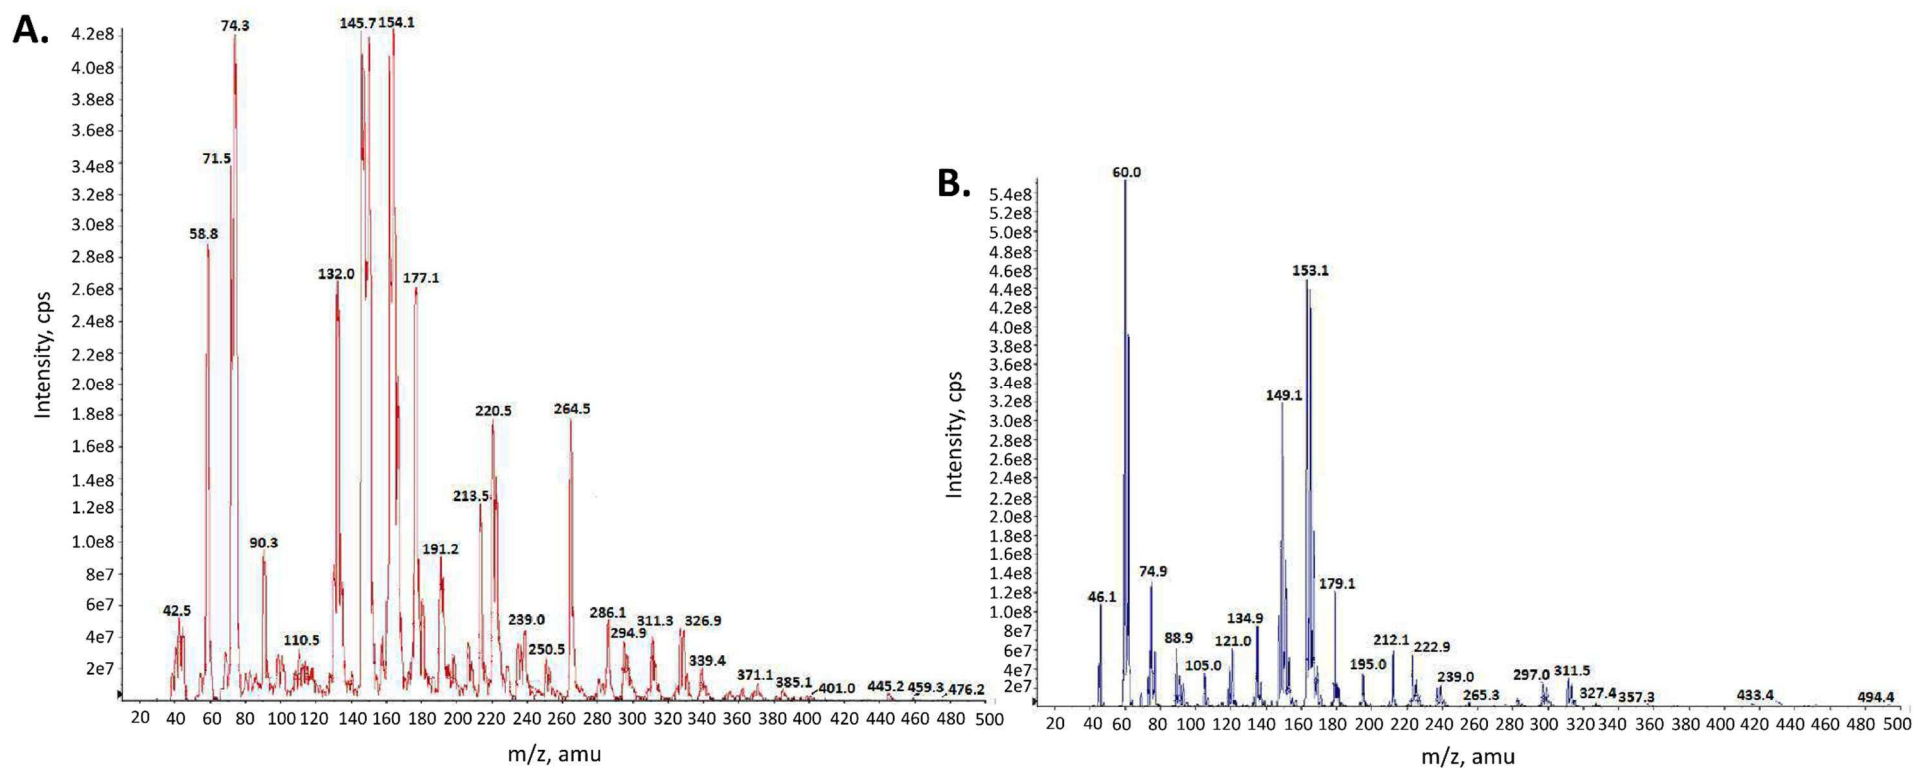 A.
4.2e8
4.0e8
3.8e8
3.6e8
3.4e8
3.2e8
3.0e8
2.8e8
2.6e8
2.4e8
2.2e8
2.0e8
1.8e8
1.6e8
1.4e8
1.2e8
1.0e8
8e7
6e7
4e7
2e7
Intensity, cps
42.5
58.8
71.5
74.3
90.3
110.5
132.0
145.7
154.1
177.1
191.2
213.5
220.5
239.0
250.5
264.5
286.1
294.9
311.3
326.9
339.4
371.1
385.1
401.0
445.2
459.3
476.2
20 40 60 80 100 120 140 160 180 200 220 240 260 280 300 320 340 360 380 400 420 440 460 480 500
m/z, amu
B.
5.4e8
5.2e8
5.0e8
4.8e8
4.6e8
4.4e8
4.2e8
4.0e8
3.8e8
3.6e8
3.4e8
3.2e8
3.0e8
2.8e8
2.6e8
2.4e8
2.2e8
2.0e8
1.8e8
1.6e8
1.4e8
1.2e8
1.0e8
8e7
6e7
4e7
2e7
Intensity, cps
46.1
60.0
74.9
88.9
105.0
121.0
134.9
149.1
153.1
179.1
195.0
212.1
222.9
239.0
265.3
297.0
311.5
327.4
357.3
433.4
494.4
20 40 60 80 100 120 140 160 180 200 220 240 260 280 300 320 340 360 380 400 420 440 460 480 500
m/z, amu